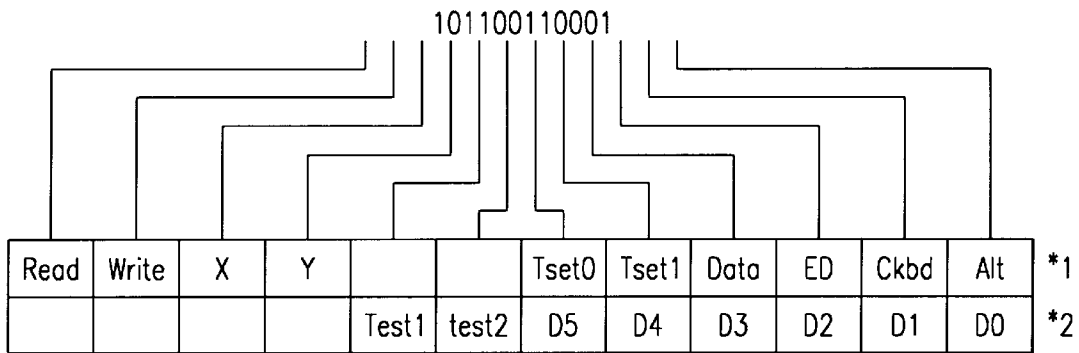 101100110001
Read Write X Y Tset0 Tset1 Data ED Ckbd Alt *1
Test1 test2 D5 D4 D3 D2 D1 D0 *2